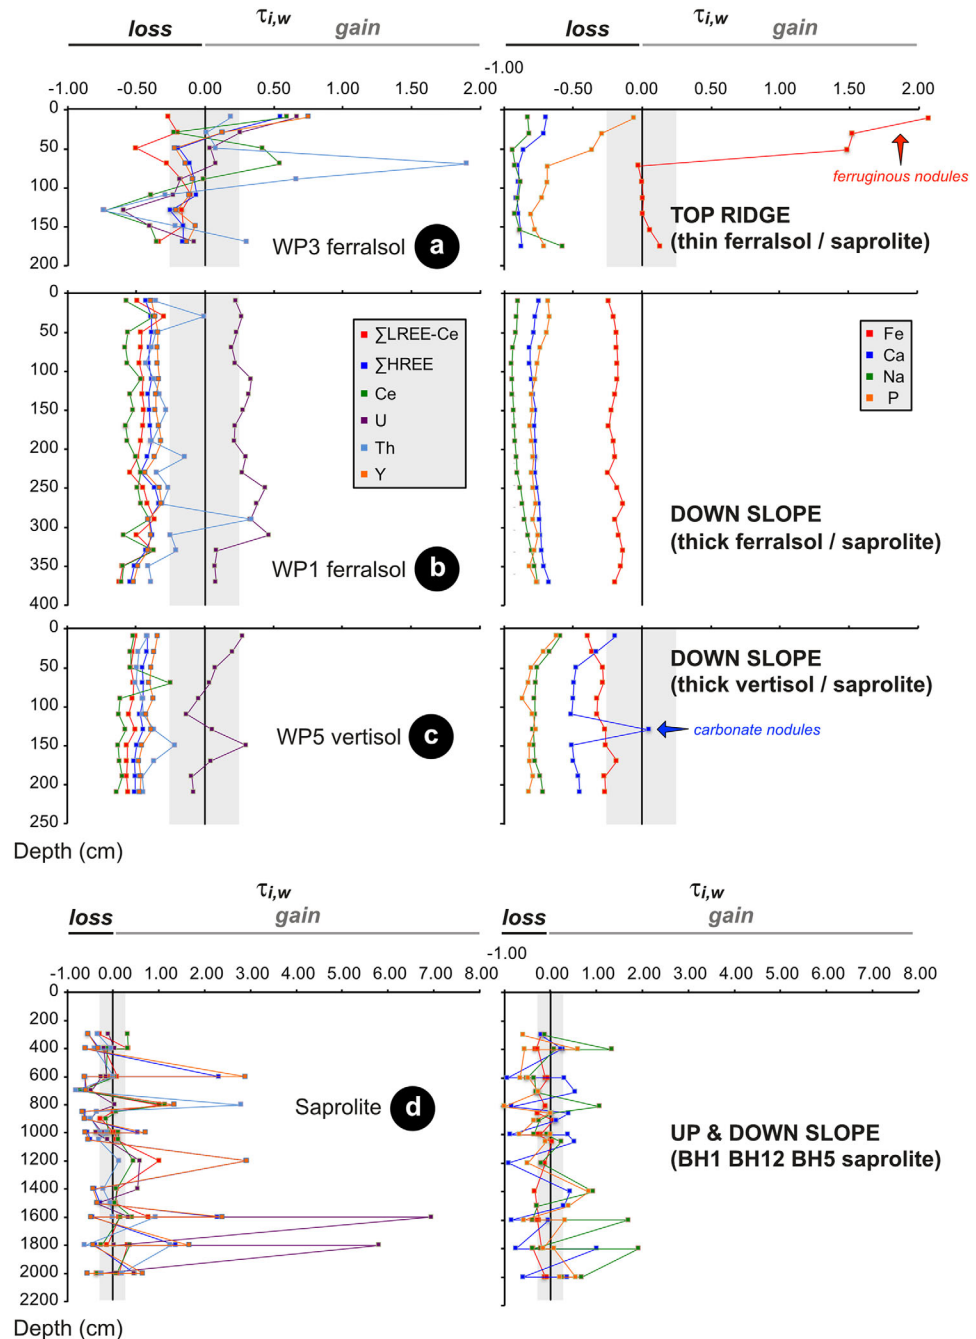 τi,w
τi,w
loss
gain
loss
gain
-1.00 -0.50 0.00 0.50 1.00 1.50 2.00
-1.00
-0.50 0.00 0.50 1.00 1.50 2.00
0
50
100
150
200
ferruginous nodules
WP3 ferralsol
a
TOP RIDGE
(thin ferralsol / saprolite)
0
50
100
150
200
250
300
350
400
∑LREE-Ce
∑HREE
Ce
U
Th
Y
Fe
Ca
Na
P
WP1 ferralsol
b
DOWN SLOPE
(thick ferralsol / saprolite)
0
50
100
150
200
250
DOWN SLOPE
(thick vertisol / saprolite)
WP5 vertisol
c
carbonate nodules
Depth (cm)
τi,w
τi,w
loss
gain
loss
gain
-1.00 0.00 1.00 2.00 3.00 4.00 5.00 6.00 7.00 8.00
-1.00
0.00 1.00 2.00 3.00 4.00 5.00 6.00 7.00 8.00
0
200
400
600
800
1000
1200
1400
1600
1800
2000
2200
Saprolite
d
UP & DOWN SLOPE
(BH1 BH12 BH5 saprolite)
Depth (cm)